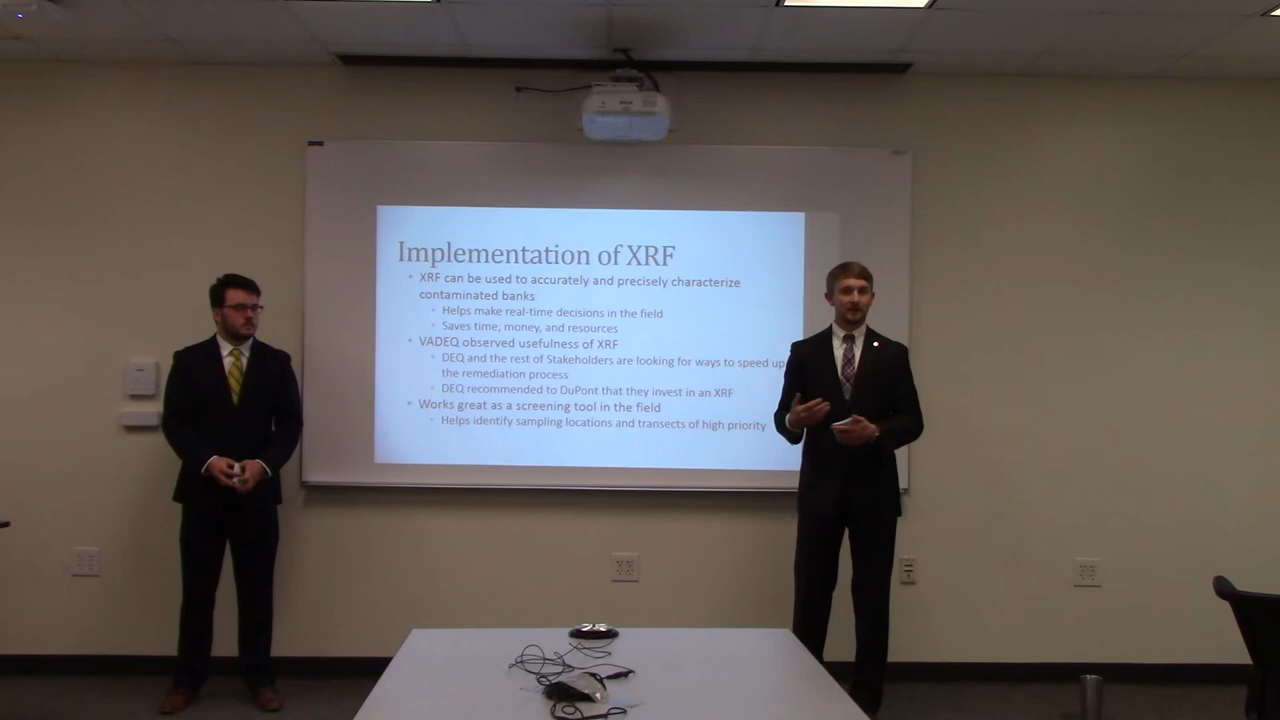 Implementation of XRF
• XRF can be used to accurately and precisely characterize
contaminated banks
• Helps make real-time decisions in the field
• Saves time, money, and resources
• VADEQ observed usefulness of XRF
• DEQ and the rest of Stakeholders are looking for ways to speed up
the remediation process
• DEQ recommended to DuPont that they invest in an XRF
• Works great as a screening tool in the field
• Helps identify sampling locations and transects of high priority